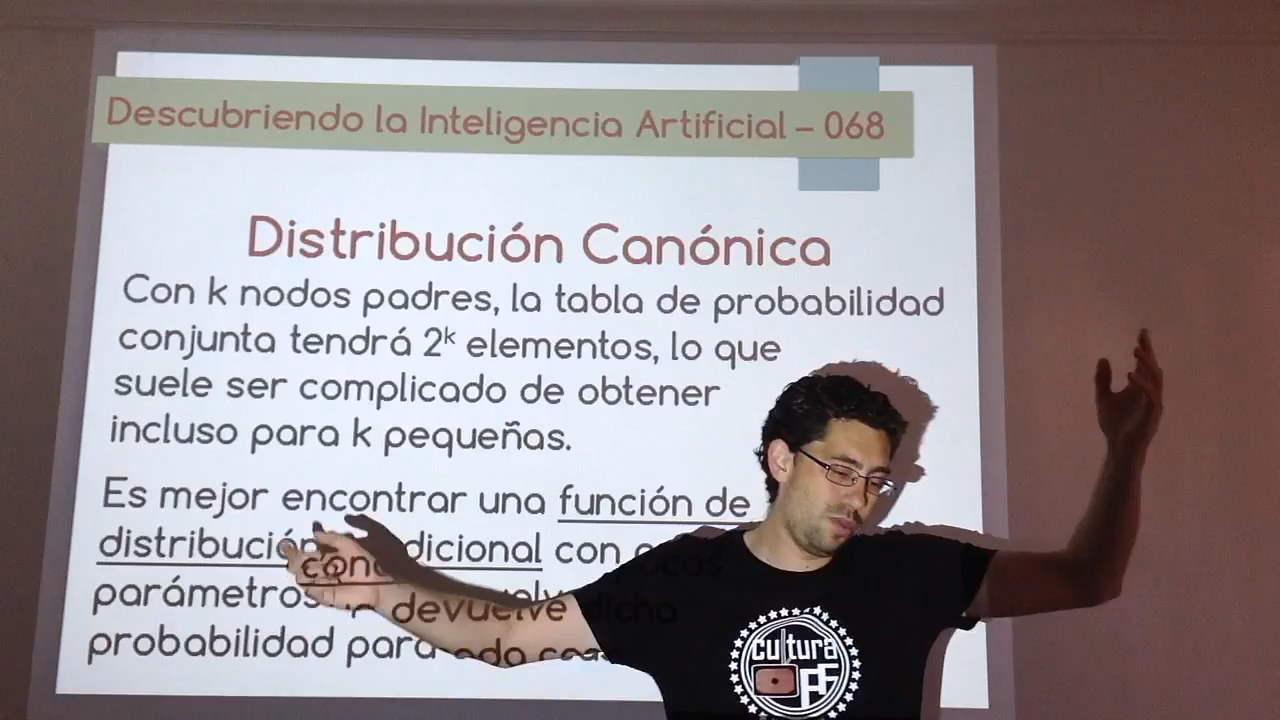 Descubriendo la Inteligencia Artificial – 068
Distribución Canónica
Con k nodos padres, la tabla de probabilidad
conjunta tendrá 2ᵏ elementos, lo que
suele ser complicado de obtener
incluso para k pequeñas.
Es mejor encontrar una función de
distribución condicional con pocos
parámetros devuelve dicha
probabilidad para cada
cultura